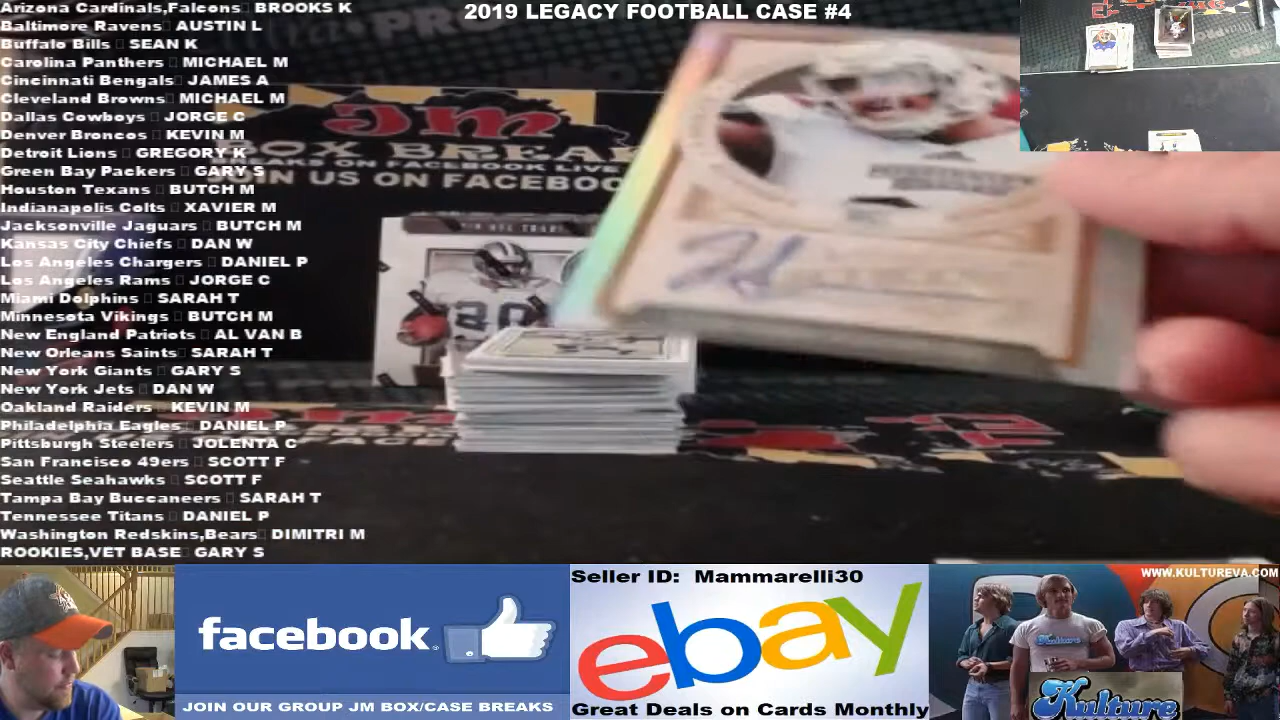 2019 LEGACY FOOTBALL CASE #4
Arizona Cardinals,Falcons BROOKS K
Baltimore Ravens AUSTIN L
Buffalo Bills SEAN K
Carolina Panthers MICHAEL M
Cincinnati Bengals JAMES A
Cleveland Browns MICHAEL M
Dallas Cowboys JORGE C
Denver Broncos KEVIN M
Detroit Lions GREGORY K
Green Bay Packers GARY S
Houston Texans BUTCH M
Indianapolis Colts XAVIER M
Jacksonville Jaguars BUTCH M
Kansas City Chiefs DAN W
Los Angeles Chargers DANIEL P
Los Angeles Rams JORGE C
Miami Dolphins SARAH T
Minnesota Vikings BUTCH M
New England Patriots AL VAN B
New Orleans Saints SARAH T
New York Giants GARY S
New York Jets DAN W
Oakland Raiders KEVIN M
Philadelphia Eagles DANIEL P
Pittsburgh Steelers JOLENTA C
San Francisco 49ers SCOTT F
Seattle Seahawks SCOTT F
Tampa Bay Buccaneers SARAH T
Tennessee Titans DANIEL P
Washington Redskins,Bears DIMITRI M
ROOKIES,VET BASE GARY S
JM
BOX BREA
AKS ON FACEBOOK LIVE
JOIN US ON FACEBOO
20
facebook
JOIN OUR GROUP JM BOX/CASE BREAKS
Seller ID: Mammarelli30
ebay
Great Deals on Cards Monthly
WWW.KULTUREVA.COM
Kulture
Kulture